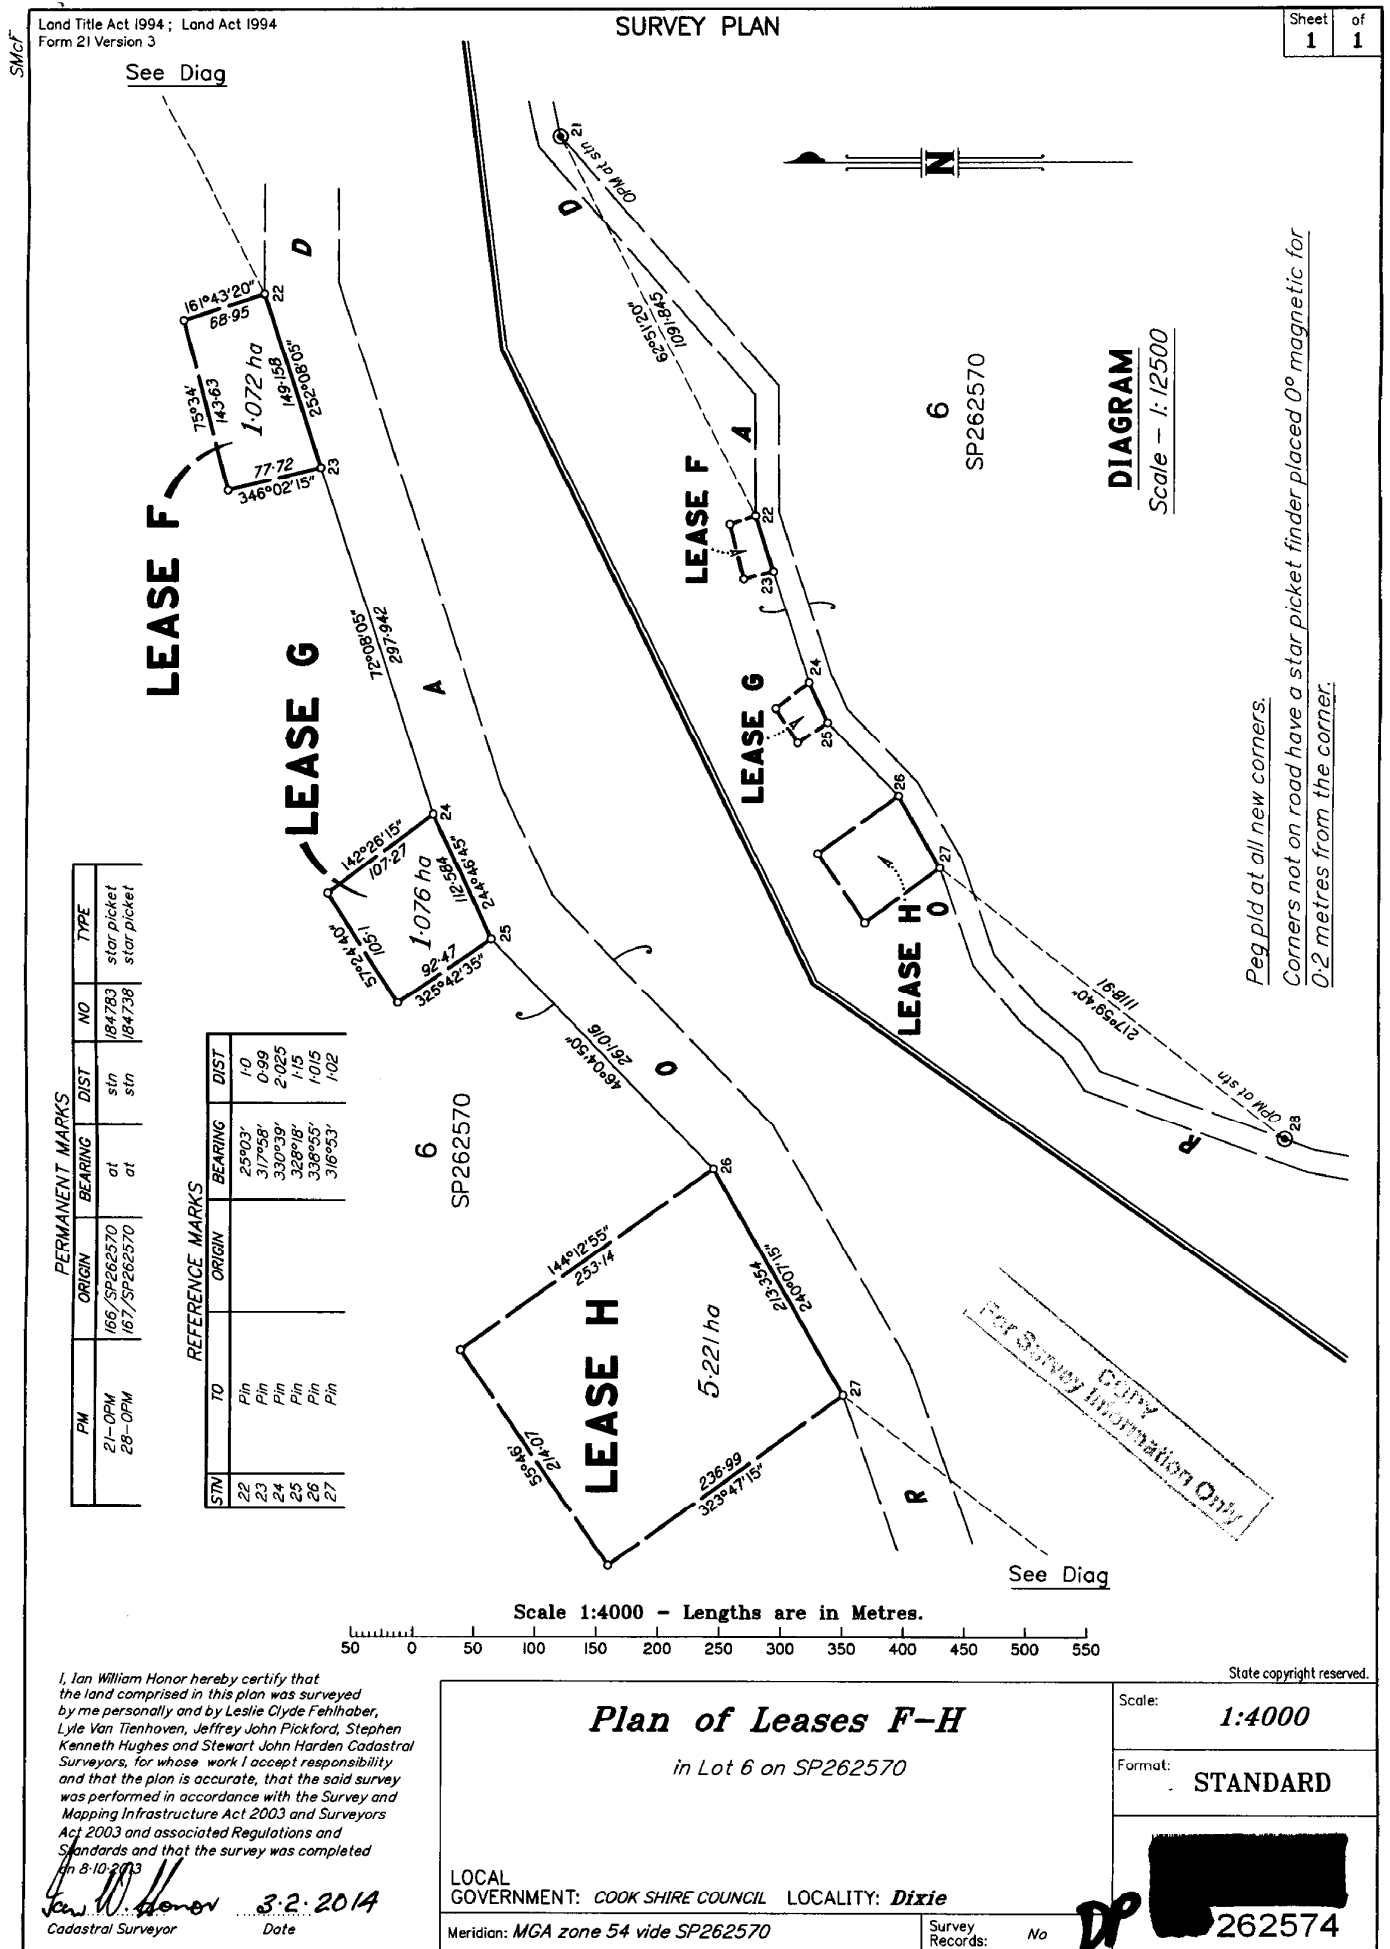 Land Title Act 1994 ; Land Act 1994
Form 21 Version 3
SURVEY PLAN
Sheet of
1 1
SMcF
See Diag
21
OPM at stn
D
N
161°43'20"
68·95
22
D
75°34'
143·63
1·072 ha
149·158
252°08'05"
77·72
346°02'15"
23
LEASE F
62°51'20"
1091·845
A
6
SP262570
DIAGRAM
Scale – 1: 12500
LEASE F
22
23
72°08'05"
297·942
A
LEASE G
24
25
LEASE G
24
142°26'15"
107·27
1·076 ha
112·584
244°46'45"
57°24'40"
105·1
92·47
325°42'35"
25
26
27
LEASE H
O
217°59'40"
1118·91
OPM at stn
28
R
Peg pld at all new corners.
Corners not on road have a star picket finder placed 0° magnetic for
0·2 metres from the corner.
46°04'50"
261·016
O
6
SP262570
PERMANENT MARKS
PM ORIGIN BEARING DIST NO TYPE
21-OPM 166/SP262570 at stn 184783 star picket
28-OPM 167/SP262570 at stn 184738 star picket
REFERENCE MARKS
STN TO ORIGIN BEARING DIST
22 Pin 25°03' 1·0
23 Pin 317°58' 0·99
24 Pin 330°39' 2·025
25 Pin 328°18' 1·15
26 Pin 338°55' 1·015
27 Pin 316°53' 1·02
26
144°12'55"
253·14
LEASE H
5·221 ha
213·354
240°07'15"
55°46'
214·07
236·99
323°47'15"
27
R
COPY
For Survey Information Only
See Diag
Scale 1:4000 – Lengths are in Metres.
50 0 50 100 150 200 250 300 350 400 450 500 550
State copyright reserved.
I, Ian William Honor hereby certify that
the land comprised in this plan was surveyed
by me personally and by Leslie Clyde Fehlhaber,
Lyle Van Tienhoven, Jeffrey John Pickford, Stephen
Kenneth Hughes and Stewart John Harden Cadastral
Surveyors, for whose work I accept responsibility
and that the plan is accurate, that the said survey
was performed in accordance with the Survey and
Mapping Infrastructure Act 2003 and Surveyors
Act 2003 and associated Regulations and
Standards and that the survey was completed
on 8·10·2013
Ian W. Honor 3·2·2014
Cadastral Surveyor Date
Plan of Leases F-H
in Lot 6 on SP262570
LOCAL
GOVERNMENT: COOK SHIRE COUNCIL LOCALITY: Dixie
Meridian: MGA zone 54 vide SP262570
Survey
Records: No
Scale:
1:4000
Format:
STANDARD
DP 262574